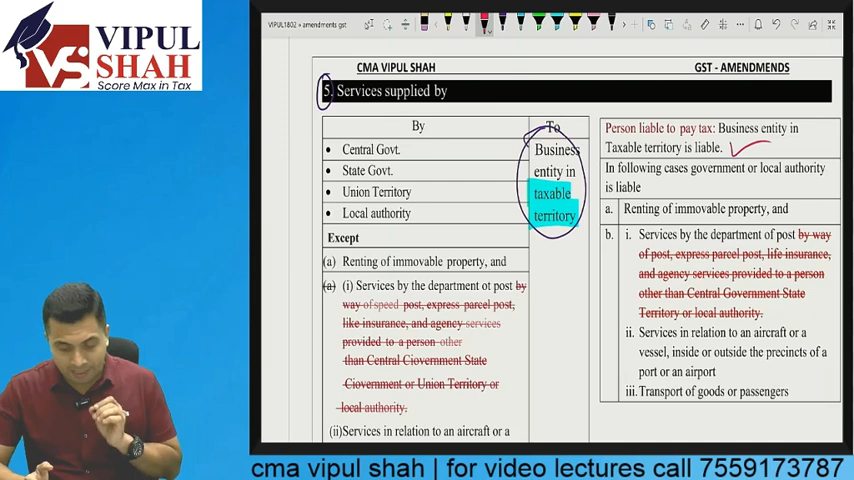 VIPUL
SHAH
Score Max in Tax
VS
VIPUL1802 + amendments gst
CMA VIPUL SHAH
GST - AMENDMENDS
5. Services supplied by
By
To
• Central Govt.
• State Govt.
• Union Territory
• Local authority
Business
entity in
taxable
territory
Except
(a) Renting of immovable property, and
(a) (i) Services by the department ot post by
way of speed post, express parcel post,
like insurance, and agency services
provided to a person other
than Central Giovernment State
Giovernment or Union Territory or
local authority.
(ii)Services in relation to an aircraft or a
Person liable to pay tax: Business entity in
Taxable territory is liable.
In following cases government or local authority
is liable
a. Renting of immovable property, and
b. i. Services by the department of post by way
of post, express parcel post, life insurance,
and agency services provided to a person
other than Central Government State
Territory or local authority.
ii. Services in relation to an aircraft or a
vessel, inside or outside the precincts of a
port or an airport
iii. Transport of goods or passengers
cma vipul shah | for video lectures call 7559173787